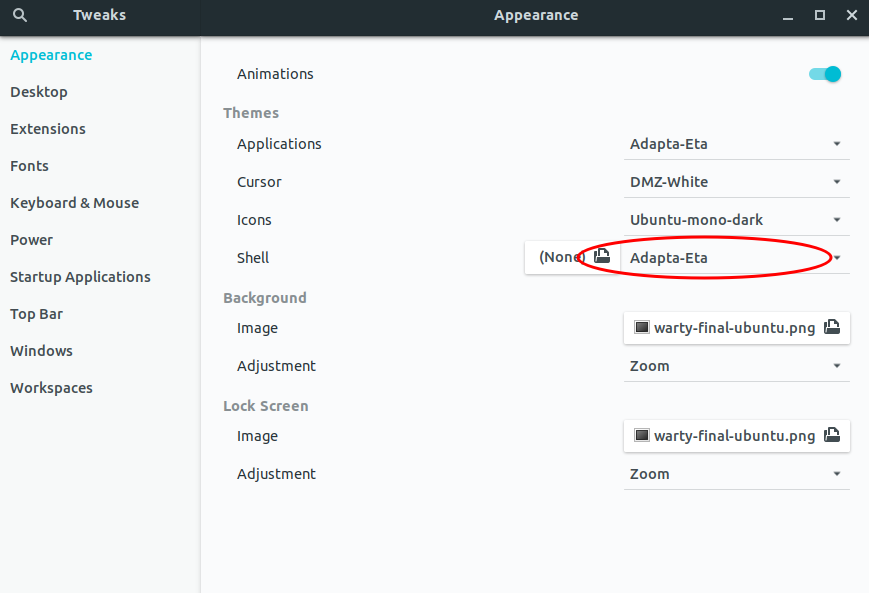 Tweaks
Appearance
Appearance
Desktop
Extensions
Fonts
Keyboard & Mouse
Power
Startup Applications
Top Bar
Windows
Workspaces
Animations
Themes
Applications Adapta-Eta
Cursor DMZ-White
Icons Ubuntu-mono-dark
Shell (None) Adapta-Eta
Background
Image warty-final-ubuntu.png
Adjustment Zoom
Lock Screen
Image warty-final-ubuntu.png
Adjustment Zoom